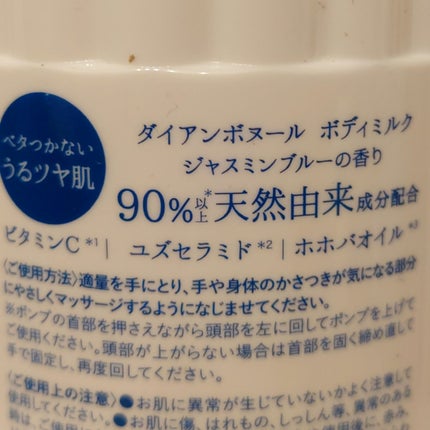 ベタつかない
うるツヤ肌
ダイアンボヌール ボディミルク
ジャスミンブルーの香り
90%以上*天然由来成分配合
ビタミンC*1 | ユズセラミド*2 | ホホバオイル*3
〈ご使用方法〉適量を手にとり、手や身体のかさつきが気になる部分
にやさしくマッサージするようになじませてください。
※ポンプの首部を押さえながら頭部を左に回してポンプを上げて
ご使用ください。頭部が上がらない場合は首部を固く締め直して
手で固定し、再度回してください。
〈ご使用上の注意〉●お肌に異常が生じていないかよく注意して
使用してください。●お肌に傷、はれもの、しっしん等、異常のある
時は、
使用後に、赤み、